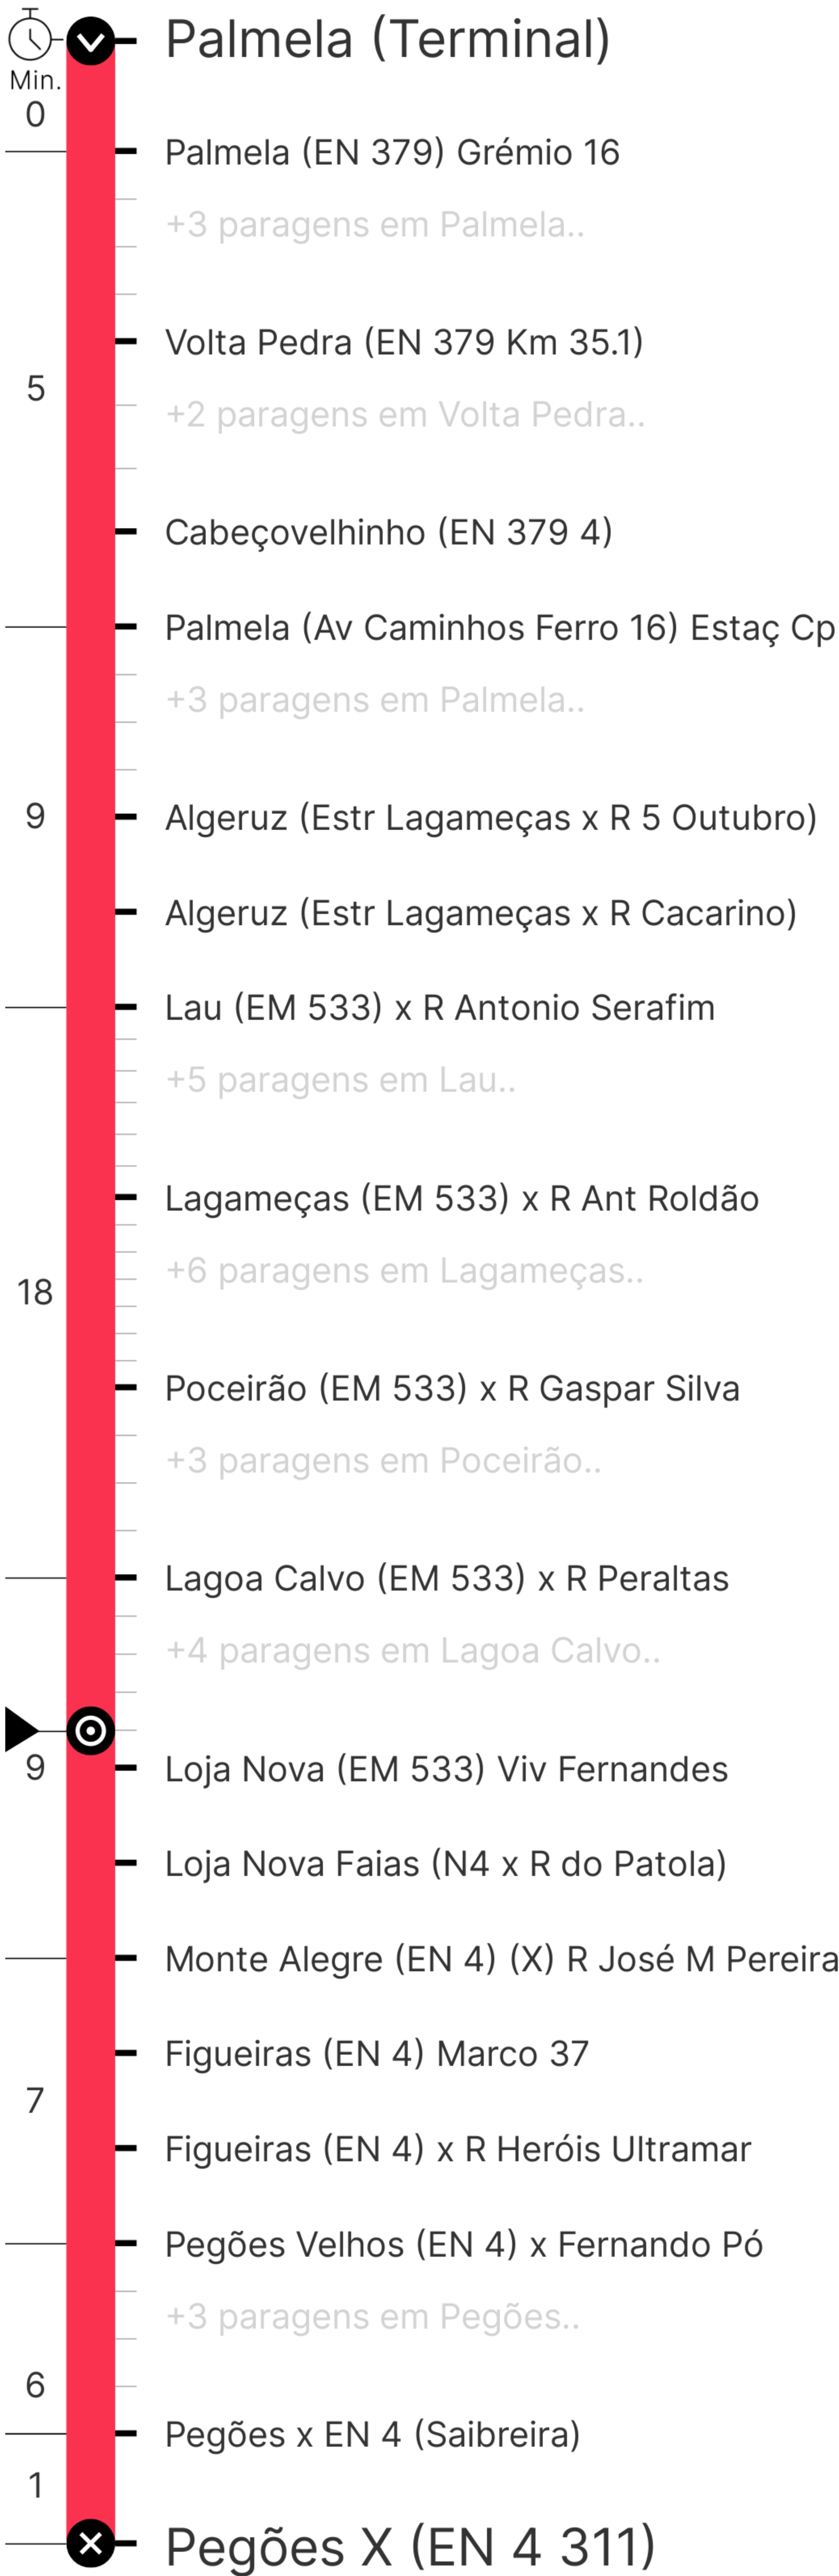 Palmela (Terminal)
Min.
0
Palmela (EN 379) Grémio 16
+3 paragens em Palmela..
Volta Pedra (EN 379 Km 35.1)
5
+2 paragens em Volta Pedra..
Cabeçovelhinho (EN 379 4)
Palmela (Av Caminhos Ferro 16) Estaç Cp
+3 paragens em Palmela..
9
Algeruz (Estr Lagameças x R 5 Outubro)
Algeruz (Estr Lagameças x R Cacarino)
Lau (EM 533) x R Antonio Serafim
+5 paragens em Lau..
Lagameças (EM 533) x R Ant Roldão
+6 paragens em Lagameças..
18
Poceirão (EM 533) x R Gaspar Silva
+3 paragens em Poceirão..
Lagoa Calvo (EM 533) x R Peraltas
+4 paragens em Lagoa Calvo..
9
Loja Nova (EM 533) Viv Fernandes
Loja Nova Faias (N4 x R do Patola)
Monte Alegre (EN 4) (X) R José M Pereira
Figueiras (EN 4) Marco 37
7
Figueiras (EN 4) x R Heróis Ultramar
Pegões Velhos (EN 4) x Fernando Pó
+3 paragens em Pegões..
6
Pegões x EN 4 (Saibreira)
1
Pegões X (EN 4 311)